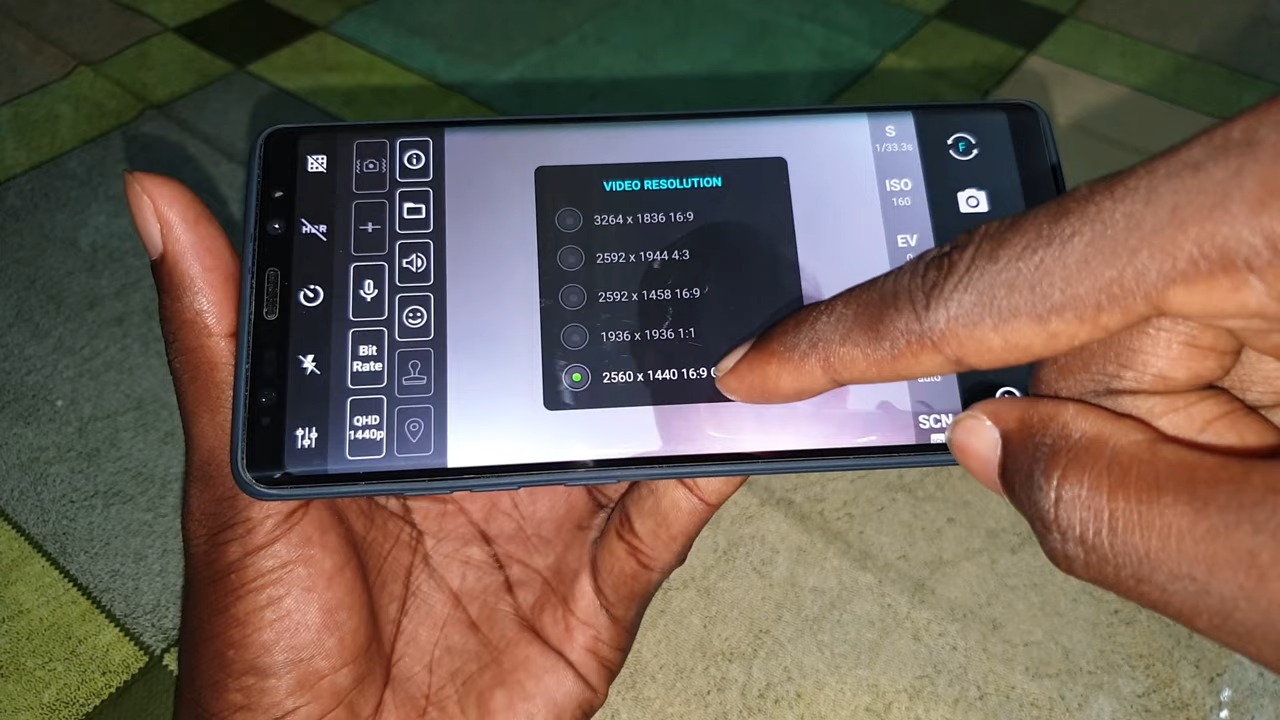 VIDEO RESOLUTION
3264 x 1836 16:9
2592 x 1944 4:3
2592 x 1458 16:9
1936 x 1936 1:1
2560 x 1440 16:9
HDR
Bit
Rate
QHD
1440p
S
1/33.3s
ISO
160
EV
0
auto
SCN
F